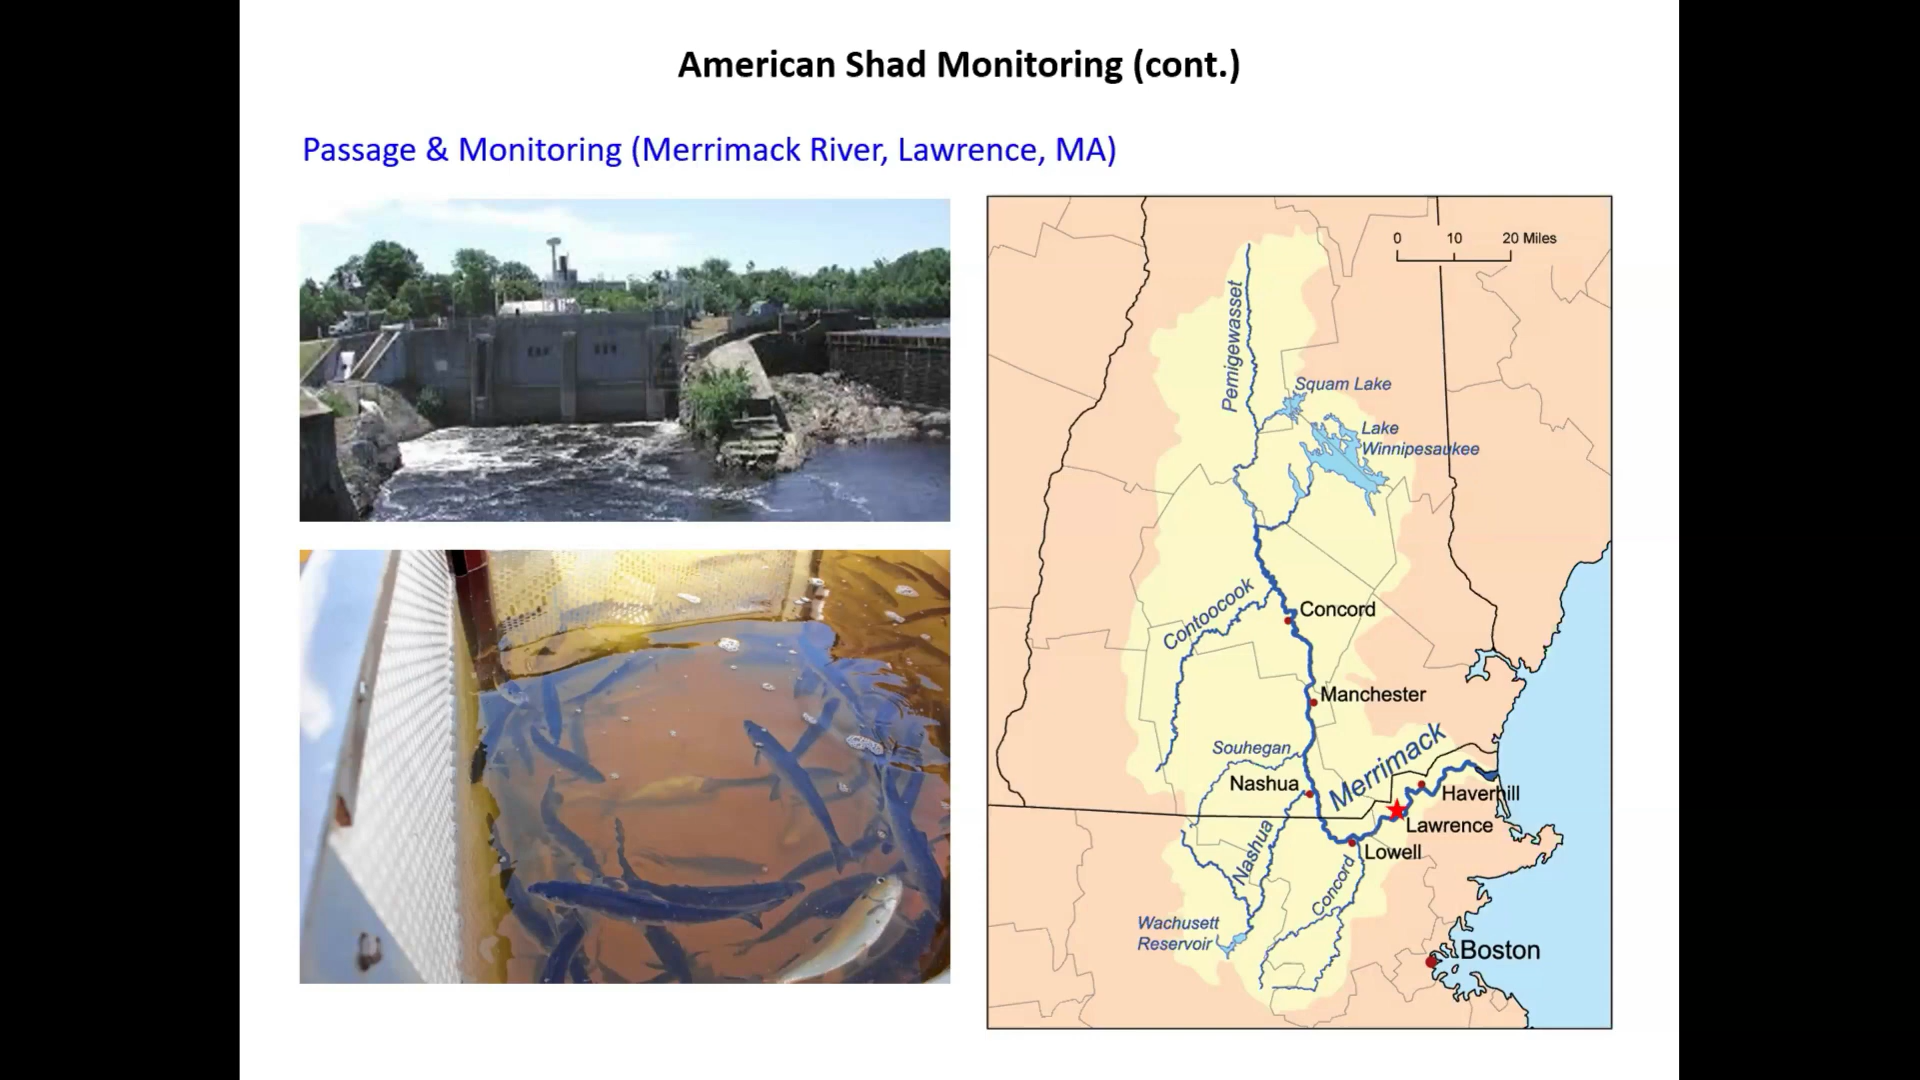 American Shad Monitoring (cont.)
Passage & Monitoring (Merrimack River, Lawrence, MA)
0 10 20 Miles
Pemigewasset
Squam Lake
Lake
Winnipesaukee
Contoocook
Concord
Manchester
Souhegan
Merrimack
Nashua
Haverhill
Lawrence
Nashua
Lowell
Concord
Wachusett
Reservoir
Boston